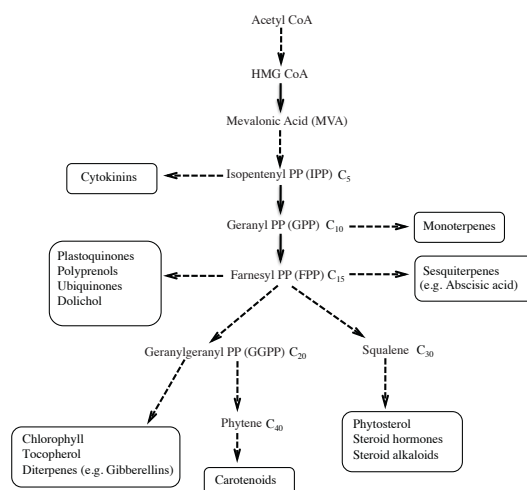 Acetyl CoA
HMG CoA
Mevalonic Acid (MVA)
Cytokinins
Isopentenyl PP (IPP) C5
Geranyl PP (GPP) C10
Monoterpenes
Plastoquinones
Polyprenols
Ubiquinones
Dolichol
Farnesyl PP (FPP) C15
Sesquiterpenes
(e.g. Abscisic acid)
Geranylgeranyl PP (GGPP) C20
Squalene C30
Phytene C40
Chlorophyll
Tocopherol
Diterpenes (e.g. Gibberellins)
Carotenoids
Phytosterol
Steroid hormones
Steroid alkaloids